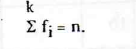 k
Σ fᵢ = n.